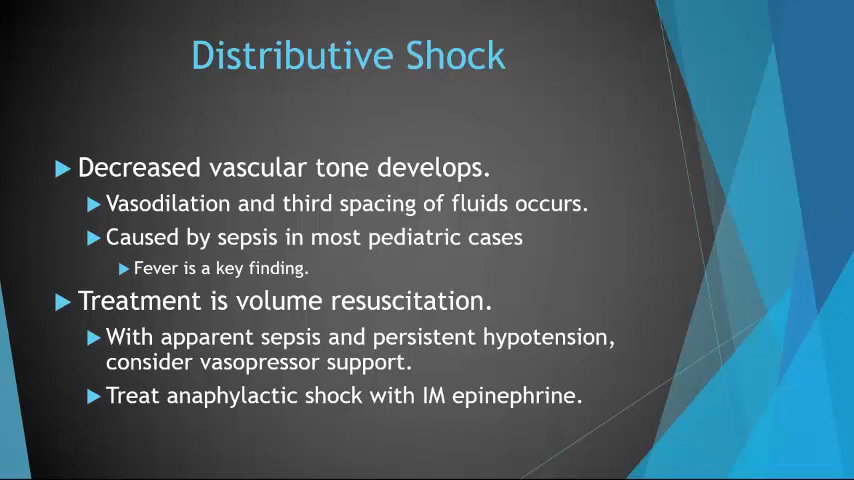 Distributive Shock
Decreased vascular tone develops.
Vasodilation and third spacing of fluids occurs.
Caused by sepsis in most pediatric cases
Fever is a key finding.
Treatment is volume resuscitation.
With apparent sepsis and persistent hypotension,
consider vasopressor support.
Treat anaphylactic shock with IM epinephrine.